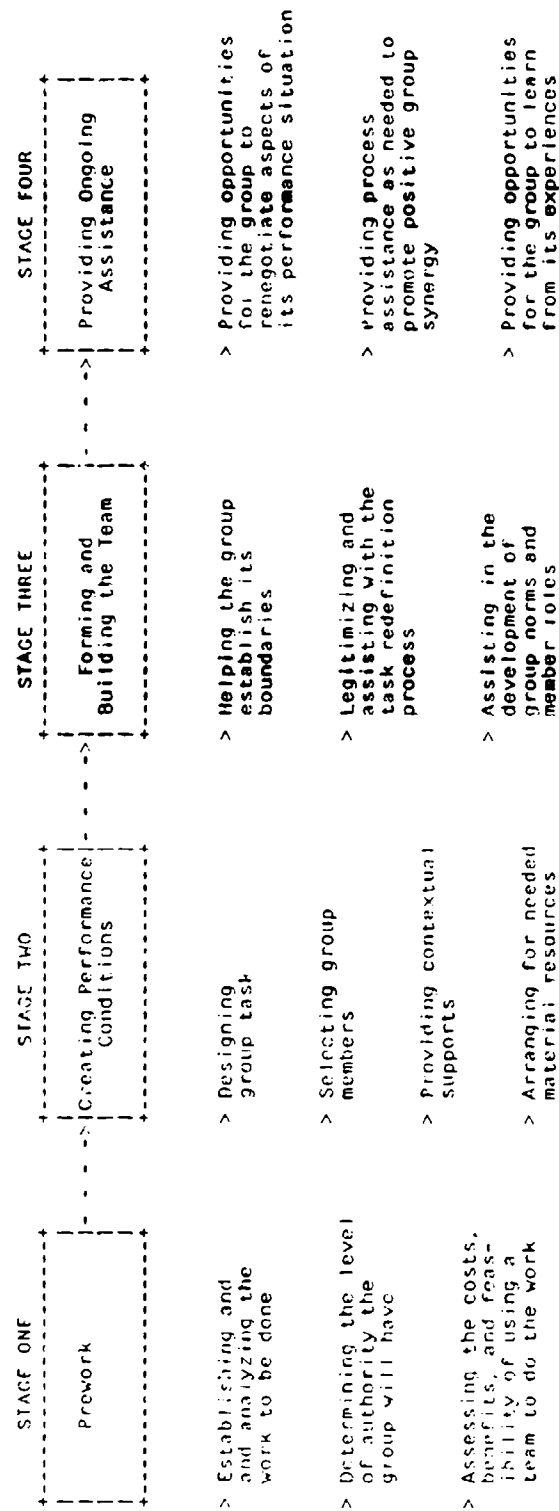 STAGE ONE
Prework
> Establishing and
and analyzing the
work to be done
> Determining the level
of authority the
group will have
> Assessing the costs,
benefits, and feas-
ibility of using a
team to do the work
STAGE TWO
Creating Performance
Conditions
> Designing
group task
> Selecting group
members
> Providing contextual
supports
> Arranging for needed
material resources
STAGE THREE
Forming and
Building the Team
> Helping the group
establish its
boundaries
> Legitimizing and
assisting with the
task redefinition
process
> Assisting in the
development of
group norms and
member roles
STAGE FOUR
Providing Ongoing
Assistance
> Providing opportunities
for the group to
renegotiate aspects of
its performance situation
> Providing process
assistance as needed to
promote positive group
synergy
> Providing opportunities
for the group to learn
from its experiences